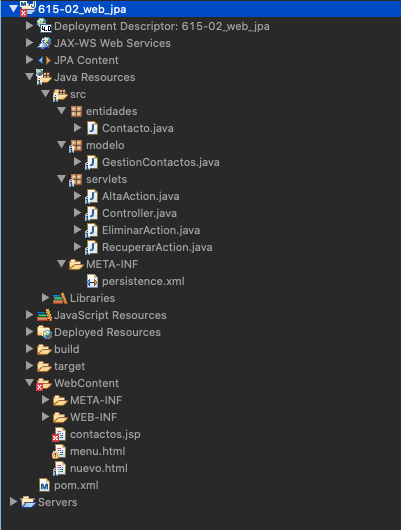 615-02_web_jpa
Deployment Descriptor: 615-02_web_jpa
JAX-WS Web Services
JPA Content
Java Resources
src
entidades
Contacto.java
modelo
GestionContactos.java
servlets
AltaAction.java
Controller.java
EliminarAction.java
RecuperarAction.java
META-INF
persistence.xml
Libraries
JavaScript Resources
Deployed Resources
build
target
WebContent
META-INF
WEB-INF
contactos.jsp
menu.html
nuevo.html
pom.xml
Servers